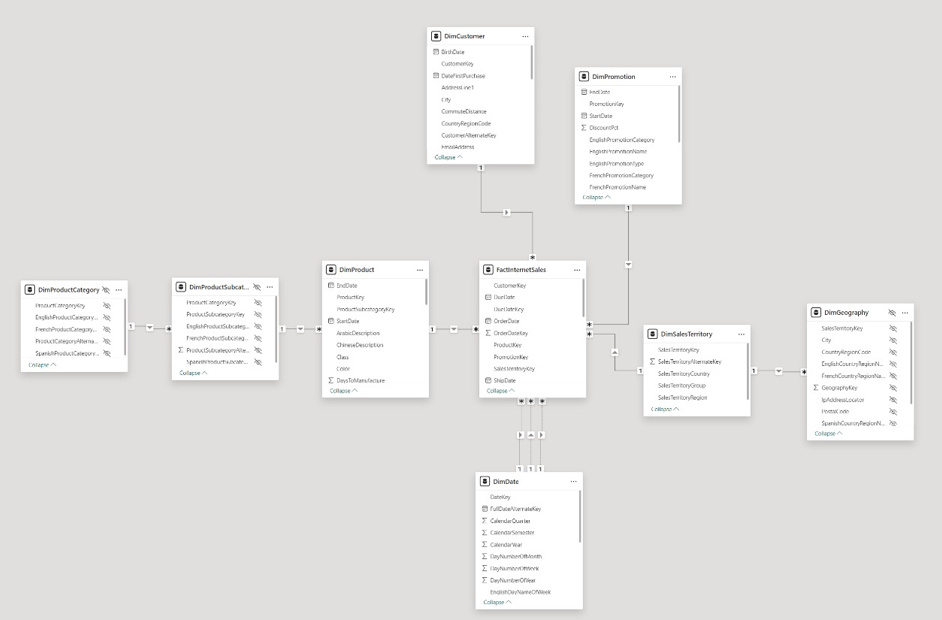 DimCustomer
BirthDate
CustomerKey
DateFirstPurchase
AddressLine1
City
CommuteDistance
CountryRegionCode
CustomerAlternateKey
EmailAddress
Collapse
DimPromotion
EndDate
PromotionKey
StartDate
DiscountPct
EnglishPromotionCategory
EnglishPromotionName
EnglishPromotionType
FrenchPromotionCategory
FrenchPromotionName
Collapse
1
1
*
DimProductCategory
ProductCategoryKey
EnglishProductCateg...
FrenchProductCateg...
ProductCategoryAlterna...
SpanishProductCategory...
Collapse
1
*
DimProductSubcat...
ProductCategoryKey
ProductSubcategoryKey
EnglishProductSubcateg...
FrenchProductSubcateg...
ProductSubcategoryAlte...
SpanishProductSubcate...
Collapse
1
*
DimProduct
EndDate
ProductKey
ProductSubcategoryKey
StartDate
ArabicDescription
ChineseDescription
Class
Color
DaysToManufacture
Collapse
1
*
FactInternetSales
CustomerKey
DueDate
DueDateKey
OrderDate
OrderDateKey
ProductKey
PromotionKey
SalesTerritoryKey
ShipDate
Collapse
*
*
1
DimSalesTerritory
SalesTerritoryKey
SalesTerritoryAlternateKey
SalesTerritoryCountry
SalesTerritoryGroup
SalesTerritoryRegion
Collapse
1
*
DimGeography
SalesTerritoryKey
City
CountryRegionCode
EnglishCountryRegionN...
FrenchCountryRegionNa...
GeographyKey
IpAddressLocator
PostalCode
SpanishCountryRegionN...
Collapse
* * *
1 1 1
DimDate
DateKey
FullDateAlternateKey
CalendarQuarter
CalendarSemester
CalendarYear
DayNumberOfMonth
DayNumberOfWeek
DayNumberOfYear
EnglishDayNameOfWeek
Collapse